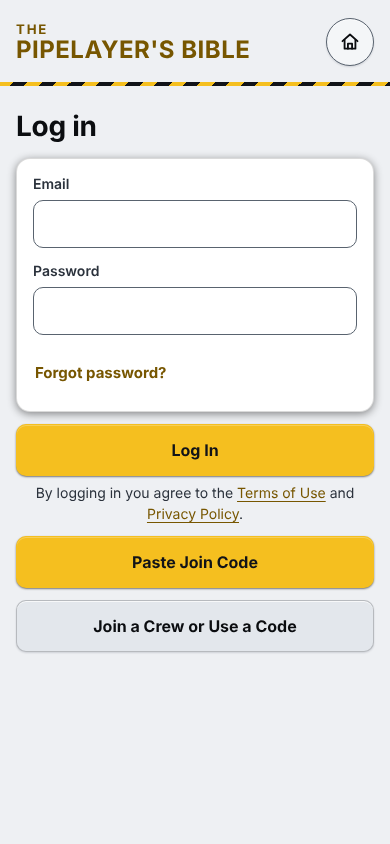 THE
PIPELAYER'S BIBLE
Log in
Email
Password
Forgot password?
Log In
By logging in you agree to the Terms of Use and
Privacy Policy.
Paste Join Code
Join a Crew or Use a Code